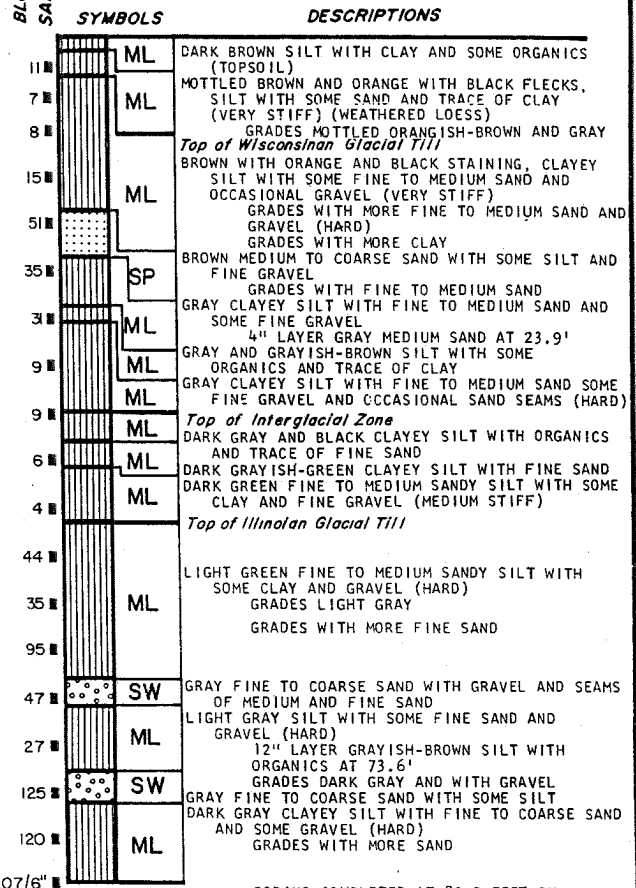 BL
SA
SYMBOLS
DESCRIPTIONS
11
ML
DARK BROWN SILT WITH CLAY AND SOME ORGANICS
(TOPSOIL)
7
ML
MOTTLED BROWN AND ORANGE WITH BLACK FLECKS,
SILT WITH SOME SAND AND TRACE OF CLAY
(VERY STIFF) (WEATHERED LOESS)
8
GRADES MOTTLED ORANGISH-BROWN AND GRAY
Top of Wisconsinan Glacial Till
15
ML
BROWN WITH ORANGE AND BLACK STAINING, CLAYEY
SILT WITH SOME FINE TO MEDIUM SAND AND
OCCASIONAL GRAVEL (VERY STIFF)
51
GRADES WITH MORE FINE TO MEDIUM SAND AND
GRAVEL (HARD)
GRADES WITH MORE CLAY
35
SP
BROWN MEDIUM TO COARSE SAND WITH SOME SILT AND
FINE GRAVEL
GRADES WITH FINE TO MEDIUM SAND
31
ML
GRAY CLAYEY SILT WITH FINE TO MEDIUM SAND AND
SOME FINE GRAVEL
4" LAYER GRAY MEDIUM SAND AT 23.9'
9
ML
GRAY AND GRAYISH-BROWN SILT WITH SOME
ORGANICS AND TRACE OF CLAY
ML
GRAY CLAYEY SILT WITH FINE TO MEDIUM SAND SOME
FINE GRAVEL AND OCCASIONAL SAND SEAMS (HARD)
9
Top of Interglacial Zone
ML
DARK GRAY AND BLACK CLAYEY SILT WITH ORGANICS
AND TRACE OF FINE SAND
6
ML
DARK GRAYISH-GREEN CLAYEY SILT WITH FINE SAND
4
ML
DARK GREEN FINE TO MEDIUM SANDY SILT WITH SOME
CLAY AND FINE GRAVEL (MEDIUM STIFF)
Top of Illinoian Glacial Till
44
LIGHT GREEN FINE TO MEDIUM SANDY SILT WITH
SOME CLAY AND GRAVEL (HARD)
35
ML
GRADES LIGHT GRAY
GRADES WITH MORE FINE SAND
95
47
SW
GRAY FINE TO COARSE SAND WITH GRAVEL AND SEAMS
OF MEDIUM AND FINE SAND
27
ML
LIGHT GRAY SILT WITH SOME FINE SAND AND
GRAVEL (HARD)
12" LAYER GRAYISH-BROWN SILT WITH
ORGANICS AT 73.6'
GRADES DARK GRAY AND WITH GRAVEL
125
SW
GRAY FINE TO COARSE SAND WITH SOME SILT
120
ML
DARK GRAY CLAYEY SILT WITH FINE TO COARSE SAND
AND SOME GRAVEL (HARD)
GRADES WITH MORE SAND
07/6"